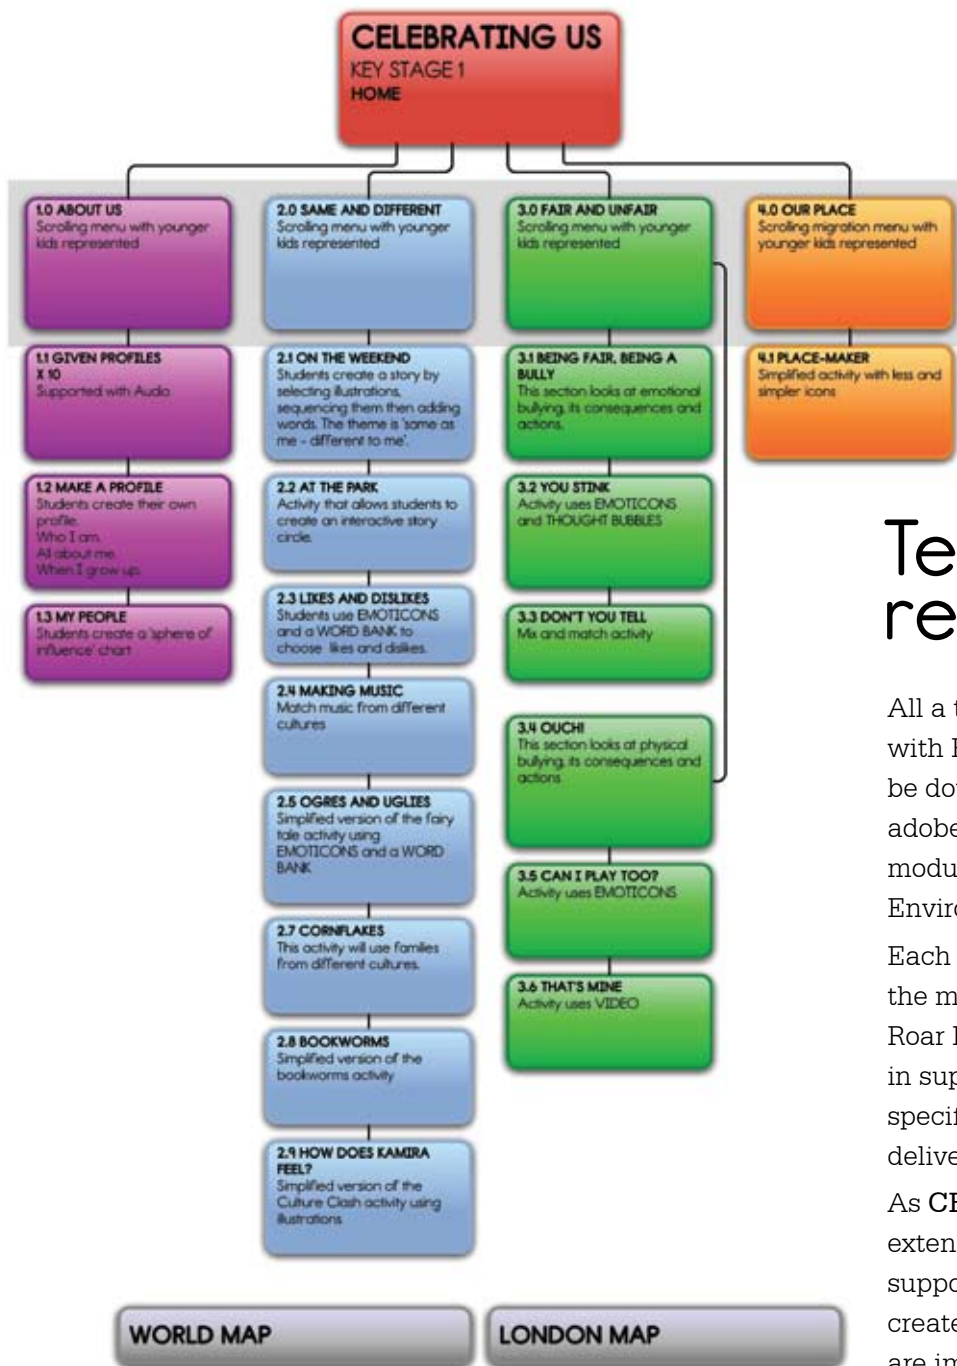 CELEBRATING US
KEY STAGE 1
HOME
1.0 ABOUT US
Scrolling menu with younger
kids represented
1.1 GIVEN PROFILES
X 10
Supported with Audio
1.2 MAKE A PROFILE
Students create their own
profile.
Who I am.
All about me.
When I grow up.
1.3 MY PEOPLE
Students create a 'sphere of
influence' chart
2.0 SAME AND DIFFERENT
Scrolling menu with younger
kids represented
2.1 ON THE WEEKEND
Students create a story by
selecting illustrations,
sequencing them then adding
words. The theme is 'same as
me - different to me'.
2.2 AT THE PARK
Activity that allows students to
create an interactive story
circle.
2.3 LIKES AND DISLIKES
Students use EMOTICONS
and a WORD BANK to
choose likes and dislikes.
2.4 MAKING MUSIC
Match music from different
cultures
2.5 OGRES AND UGLIES
Simplified version of the fairy
tale activity using
EMOTICONS and a WORD
BANK
2.7 CORNFLAKES
This activity will use families
from different cultures.
2.8 BOOKWORMS
Simplified version of the
bookworms activity
2.9 HOW DOES KAMIRA
FEEL?
Simplified version of the
Culture Clash activity using
illustrations
3.0 FAIR AND UNFAIR
Scrolling menu with younger
kids represented
3.1 BEING FAIR, BEING A
BULLY
This section looks at emotional
bullying, its consequences and
actions.
3.2 YOU STINK
Activity uses EMOTICONS
and THOUGHT BUBBLES
3.3 DON'T YOU TELL
Mix and match activity
3.4 OUCH!
This section looks at physical
bullying, its consequences and
actions
3.5 CAN I PLAY TOO?
Activity uses EMOTICONS
3.6 THAT'S MINE
Activity uses VIDEO
4.0 OUR PLACE
Scrolling migration menu with
younger kids represented
4.1 PLACE-MAKER
Simplified activity with less and
simpler icons
WORLD MAP
LONDON MAP
Te
re
All a t
with
be dow
adobe
modu
Enviro
Each
the m
Roar
in sup
specif
delive
As
exten
suppo
create
are im